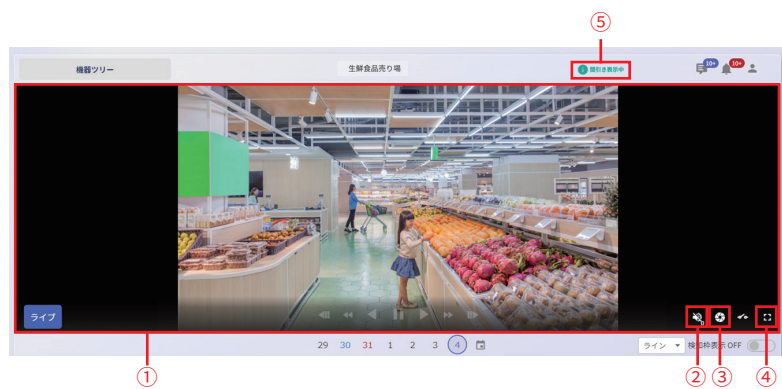 ⑤
機器ツリー
生鮮食品売り場
間引き表示中
10+
10+
ライブ
29 30 31 1 2 3 4
ライン
検知枠表示 OFF
①
②
③
④